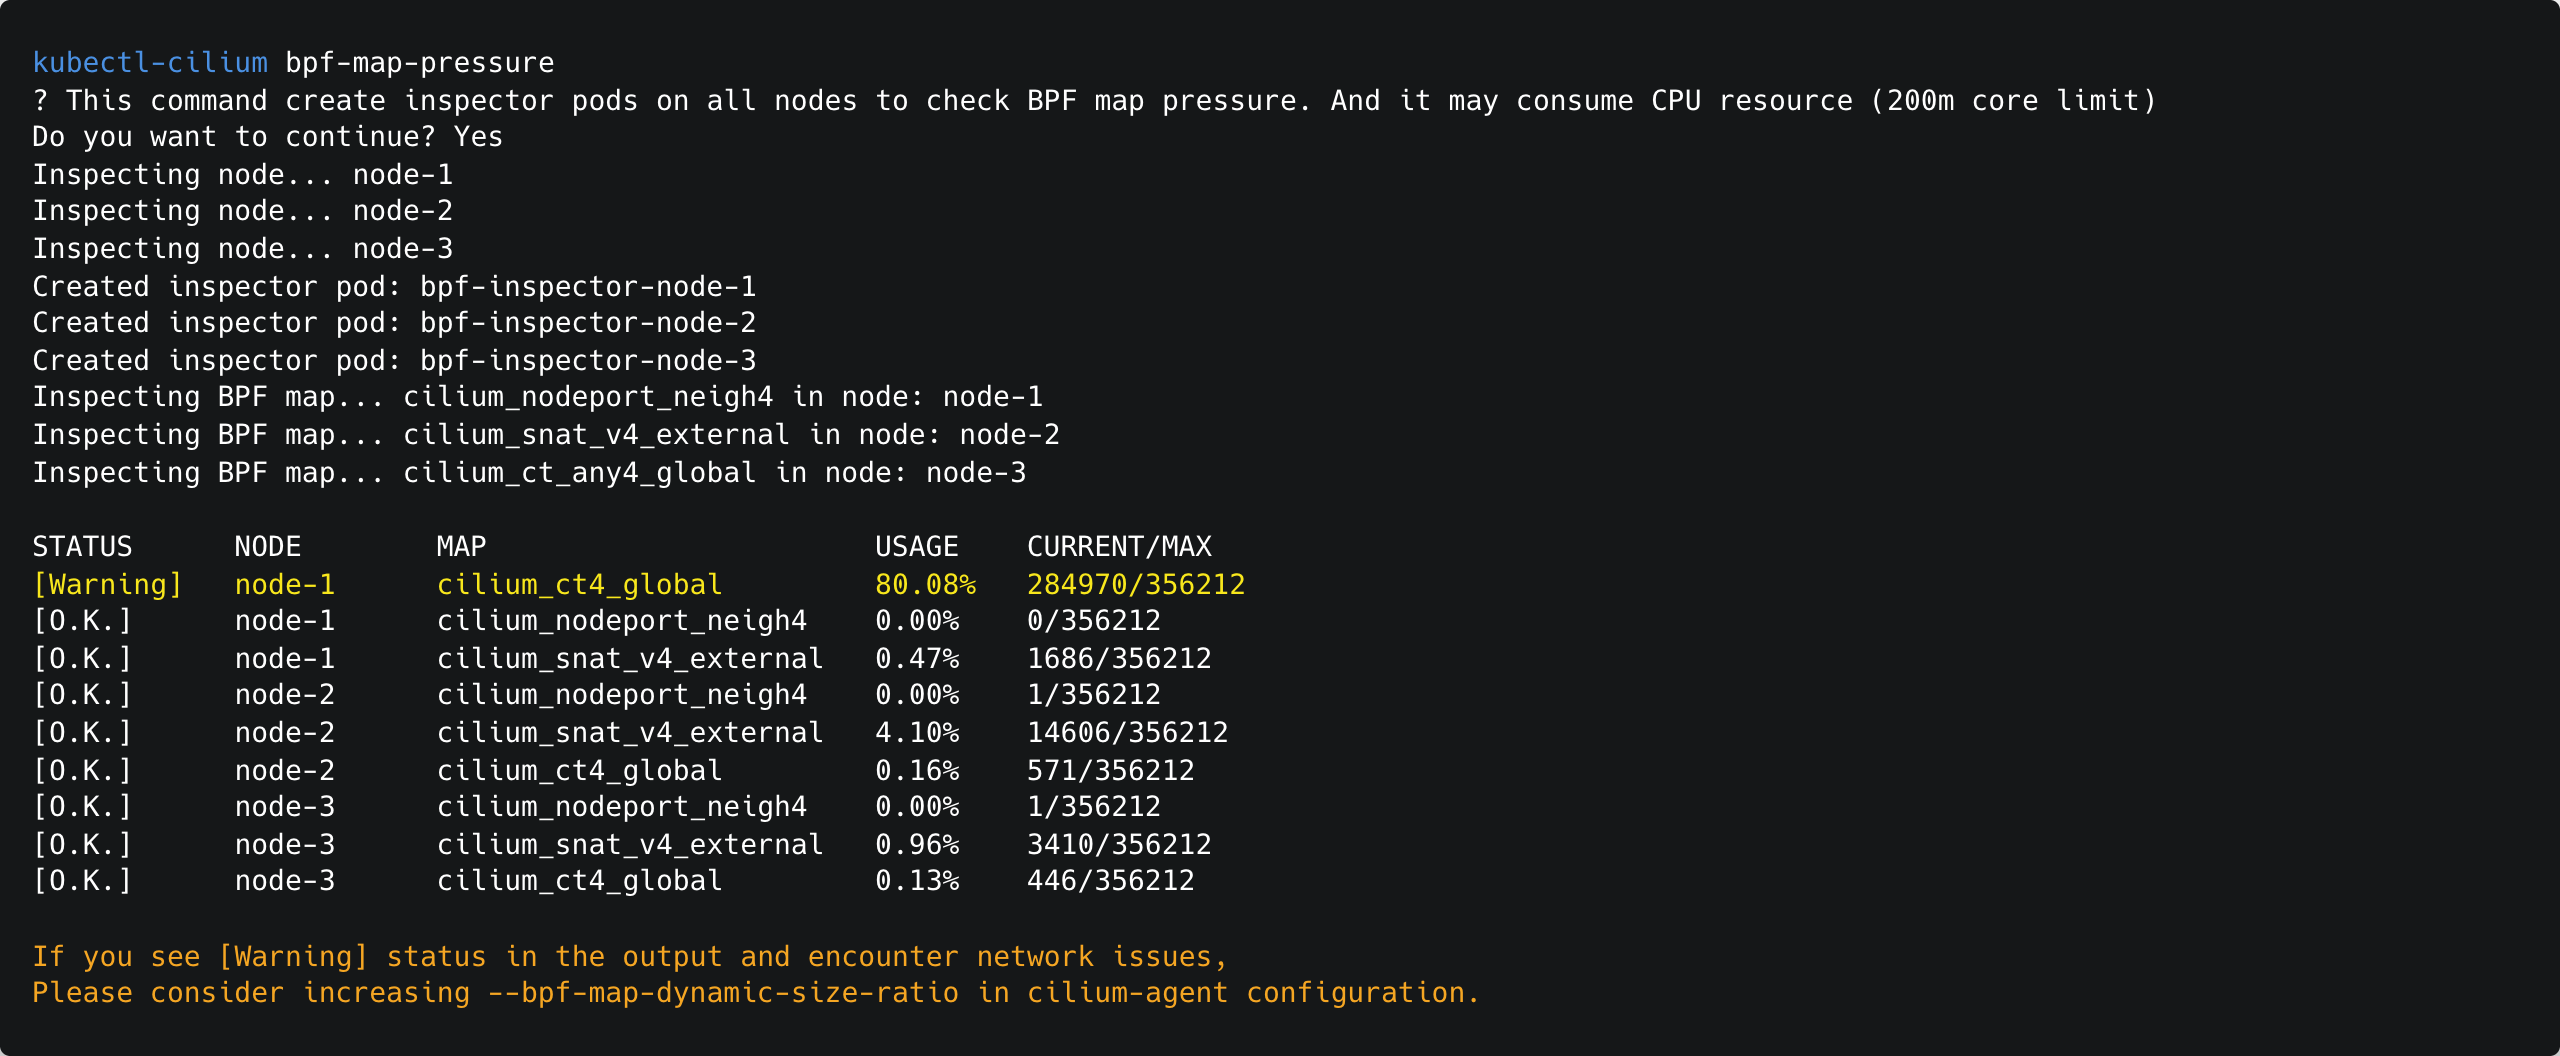 kubectl-cilium bpf-map-pressure
? This command create inspector pods on all nodes to check BPF map pressure. And it may consume CPU resource (200m core limit)
Do you want to continue? Yes
Inspecting node... node-1
Inspecting node... node-2
Inspecting node... node-3
Created inspector pod: bpf-inspector-node-1
Created inspector pod: bpf-inspector-node-2
Created inspector pod: bpf-inspector-node-3
Inspecting BPF map... cilium_nodeport_neigh4 in node: node-1
Inspecting BPF map... cilium_snat_v4_external in node: node-2
Inspecting BPF map... cilium_ct_any4_global in node: node-3

STATUS      NODE        MAP                       USAGE    CURRENT/MAX
[Warning]   node-1      cilium_ct4_global         80.08%   284970/356212
[O.K.]      node-1      cilium_nodeport_neigh4    0.00%    0/356212
[O.K.]      node-1      cilium_snat_v4_external   0.47%    1686/356212
[O.K.]      node-2      cilium_nodeport_neigh4    0.00%    1/356212
[O.K.]      node-2      cilium_snat_v4_external   4.10%    14606/356212
[O.K.]      node-2      cilium_ct4_global         0.16%    571/356212
[O.K.]      node-3      cilium_nodeport_neigh4    0.00%    1/356212
[O.K.]      node-3      cilium_snat_v4_external   0.96%    3410/356212
[O.K.]      node-3      cilium_ct4_global         0.13%    446/356212

If you see [Warning] status in the output and encounter network issues,
Please consider increasing --bpf-map-dynamic-size-ratio in cilium-agent configuration.